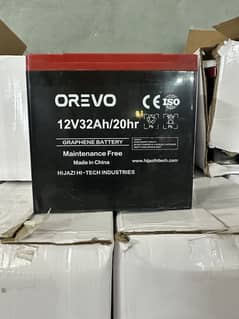 OREVO
CE ISO
12V32Ah/20hr
GRAPHENE BATTERY
Maintenance Free
Made in China
www.hijazihitech.com
HIJAZI HI-TECH INDUSTRIES